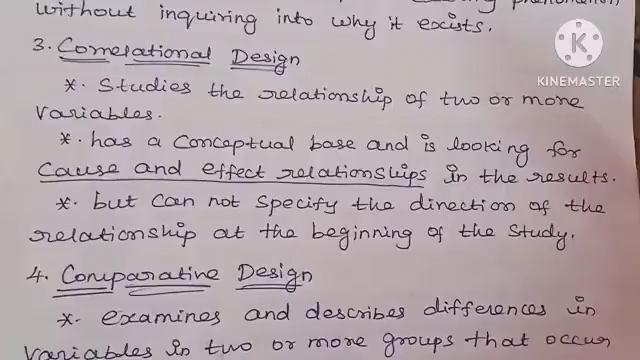 without inquiring into why it exists.
3. Correlational Design
*. Studies the relationship of two or more
variables.
*. has a conceptual base and is looking for
cause and effect relationships in the results.
*. but can not specify the direction of the
relationship at the beginning of the study.
4. Comparative Design
*. examines and describes differences in
variables in two or more groups that occur
K
KINEMASTER